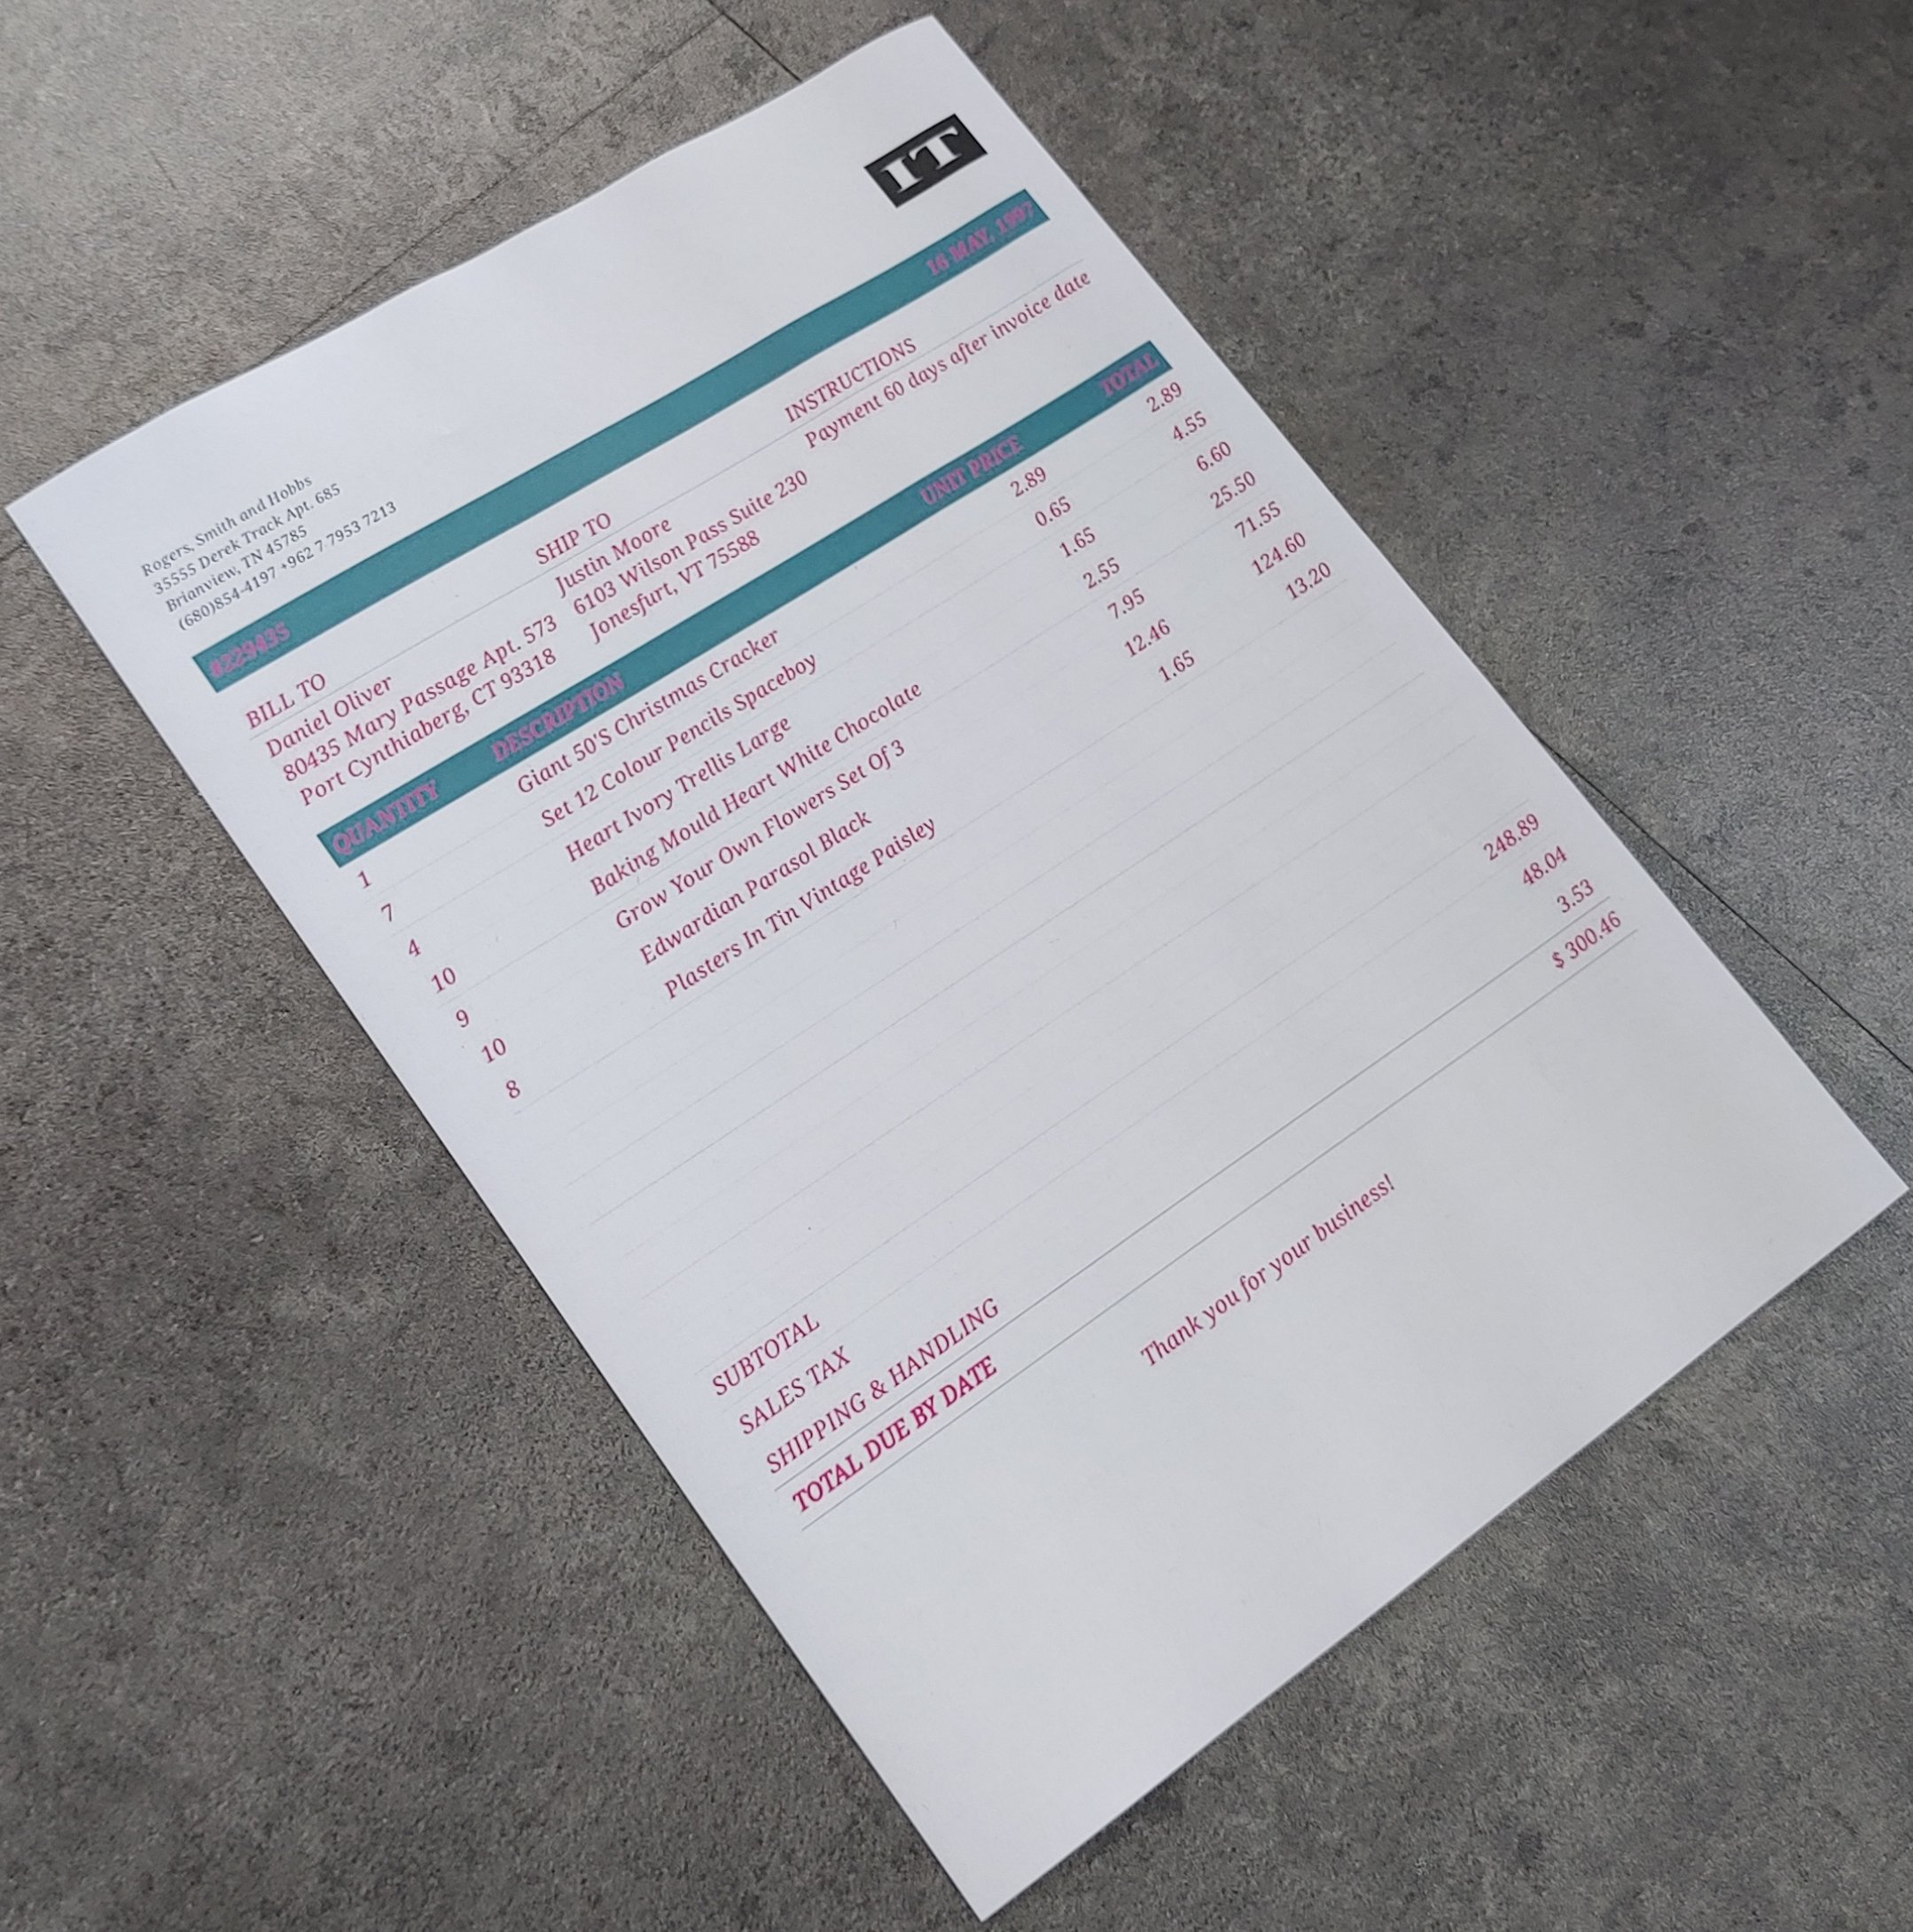 IT
Rogers, Smith and Hobbs
35555 Derek Track Apt. 685
Brianview, TN 45785
(680)854-4197 +962 7 7953 7213
#229435 16 MAY, 1997
BILL TO
Daniel Oliver
80435 Mary Passage Apt. 573
Port Cynthiaberg, CT 93318
SHIP TO
Justin Moore
6103 Wilson Pass Suite 230
Jonesfurt, VT 75588
INSTRUCTIONS
Payment 60 days after invoice date
QUANTITY DESCRIPTION UNIT PRICE TOTAL
1 Giant 50'S Christmas Cracker 2.89 2.89
7 Set 12 Colour Pencils Spaceboy 0.65 4.55
4 Heart Ivory Trellis Large 1.65 6.60
10 Baking Mould Heart White Chocolate 2.55 25.50
9 Grow Your Own Flowers Set Of 3 7.95 71.55
10 Edwardian Parasol Black 12.46 124.60
8 Plasters In Tin Vintage Paisley 1.65 13.20
SUBTOTAL 248.89
SALES TAX 48.04
SHIPPING & HANDLING 3.53
TOTAL DUE BY DATE $ 300.46
Thank you for your business!